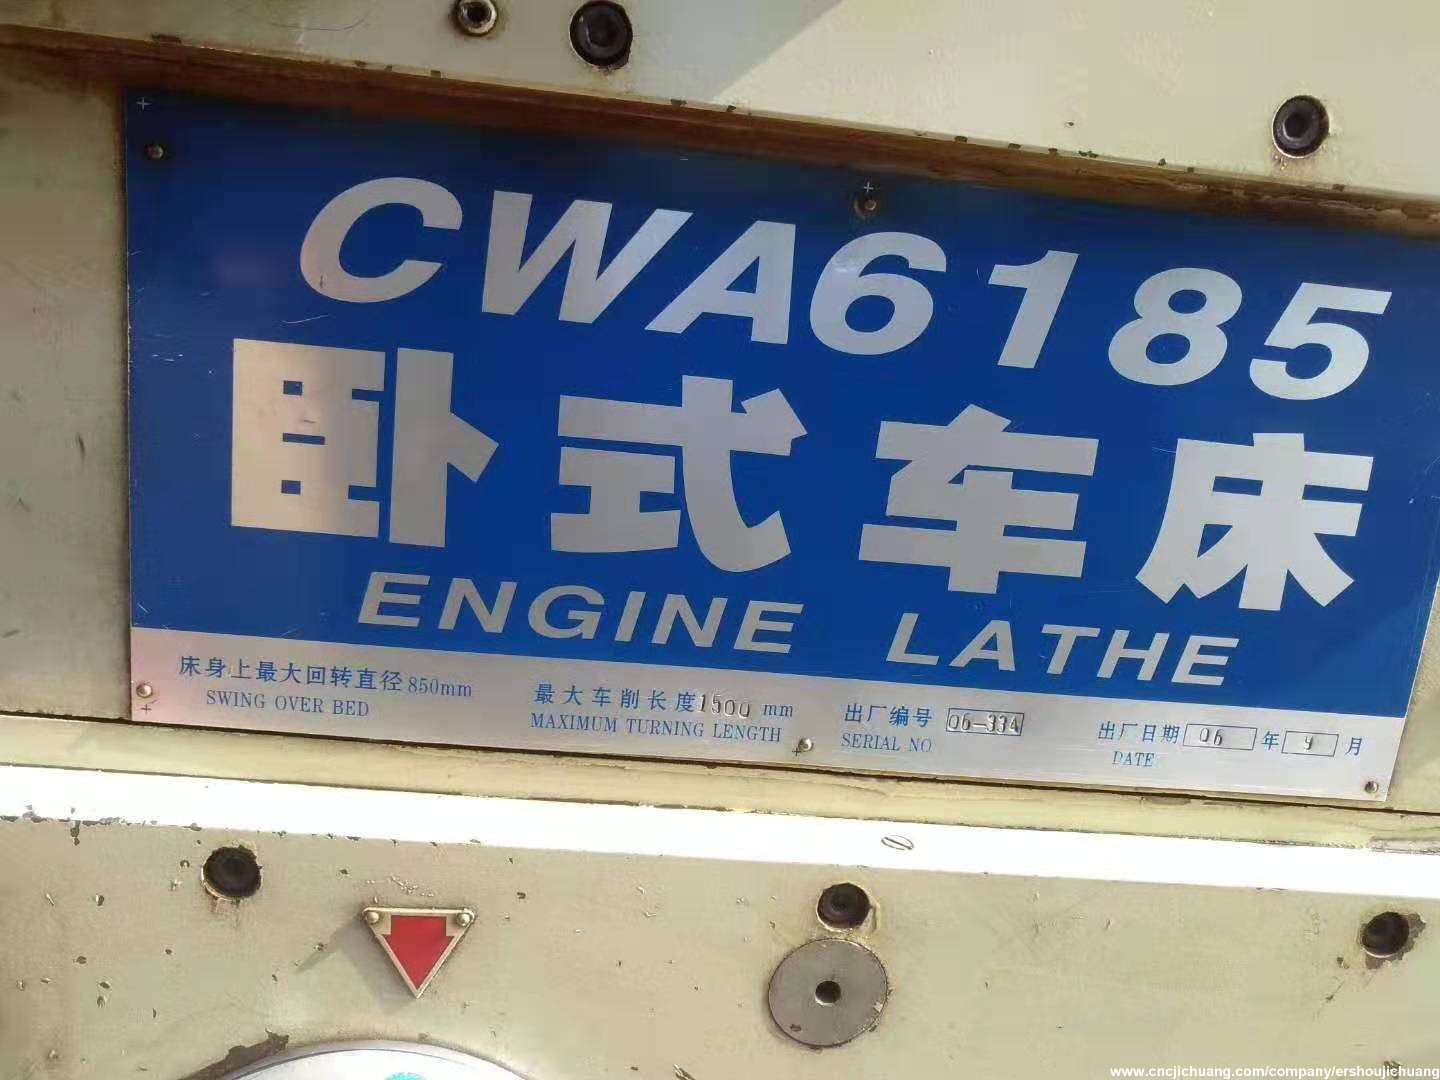 CWA6185
卧式车床
ENGINE LATHE
床身上最大回转直径850mm
SWING OVER BED
最大车削长度1500 mm
MAXIMUM TURNING LENGTH
出厂编号 06-334
SERIAL NO
出厂日期 06 年 9 月
DATE
www.cncjichuang.com/company/ershoujichuang